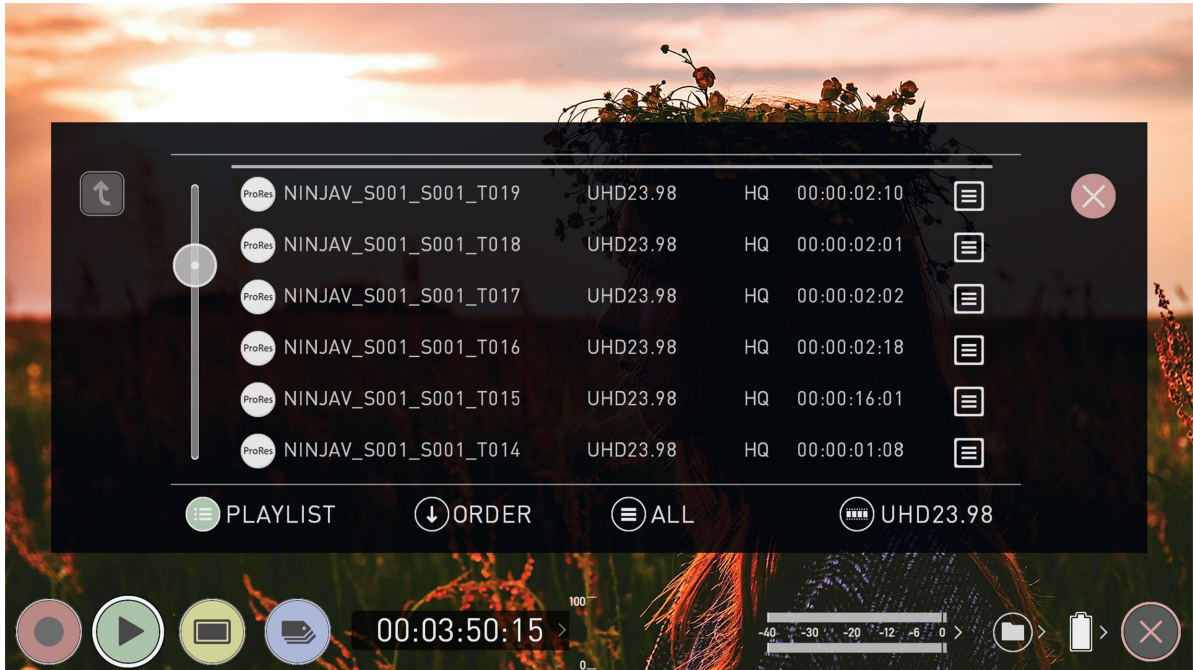 ProRes NINJAV_S001_S001_T019 UHD23.98 HQ 00:00:02:10
ProRes NINJAV_S001_S001_T018 UHD23.98 HQ 00:00:02:01
ProRes NINJAV_S001_S001_T017 UHD23.98 HQ 00:00:02:02
ProRes NINJAV_S001_S001_T016 UHD23.98 HQ 00:00:02:18
ProRes NINJAV_S001_S001_T015 UHD23.98 HQ 00:00:16:01
ProRes NINJAV_S001_S001_T014 UHD23.98 HQ 00:00:01:08
PLAYLIST ORDER ALL UHD23.98
100
00:03:50:15 -40 -30 -20 -12 -6 0
0